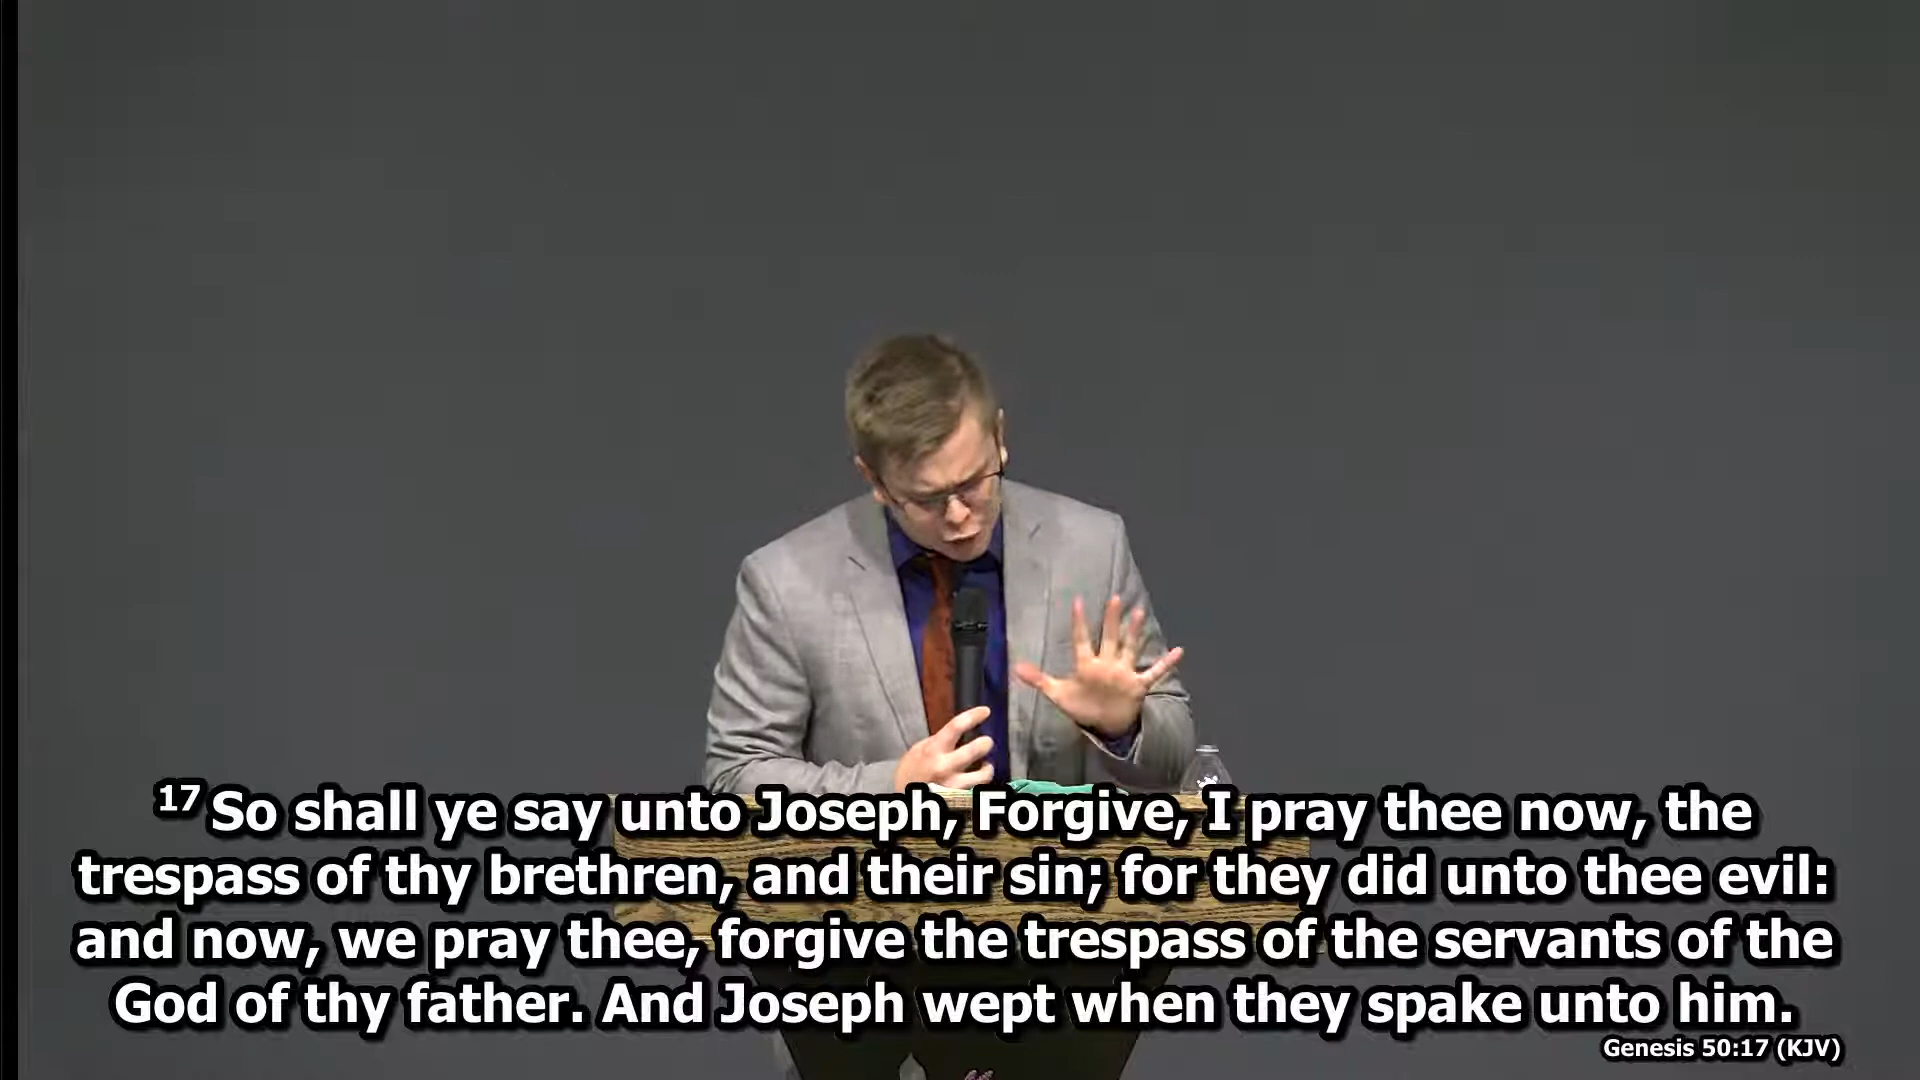 17 So shall ye say unto Joseph, Forgive, I pray thee now, the
trespass of thy brethren, and their sin; for they did unto thee evil:
and now, we pray thee, forgive the trespass of the servants of the
God of thy father. And Joseph wept when they spake unto him.
Genesis 50:17 (KJV)